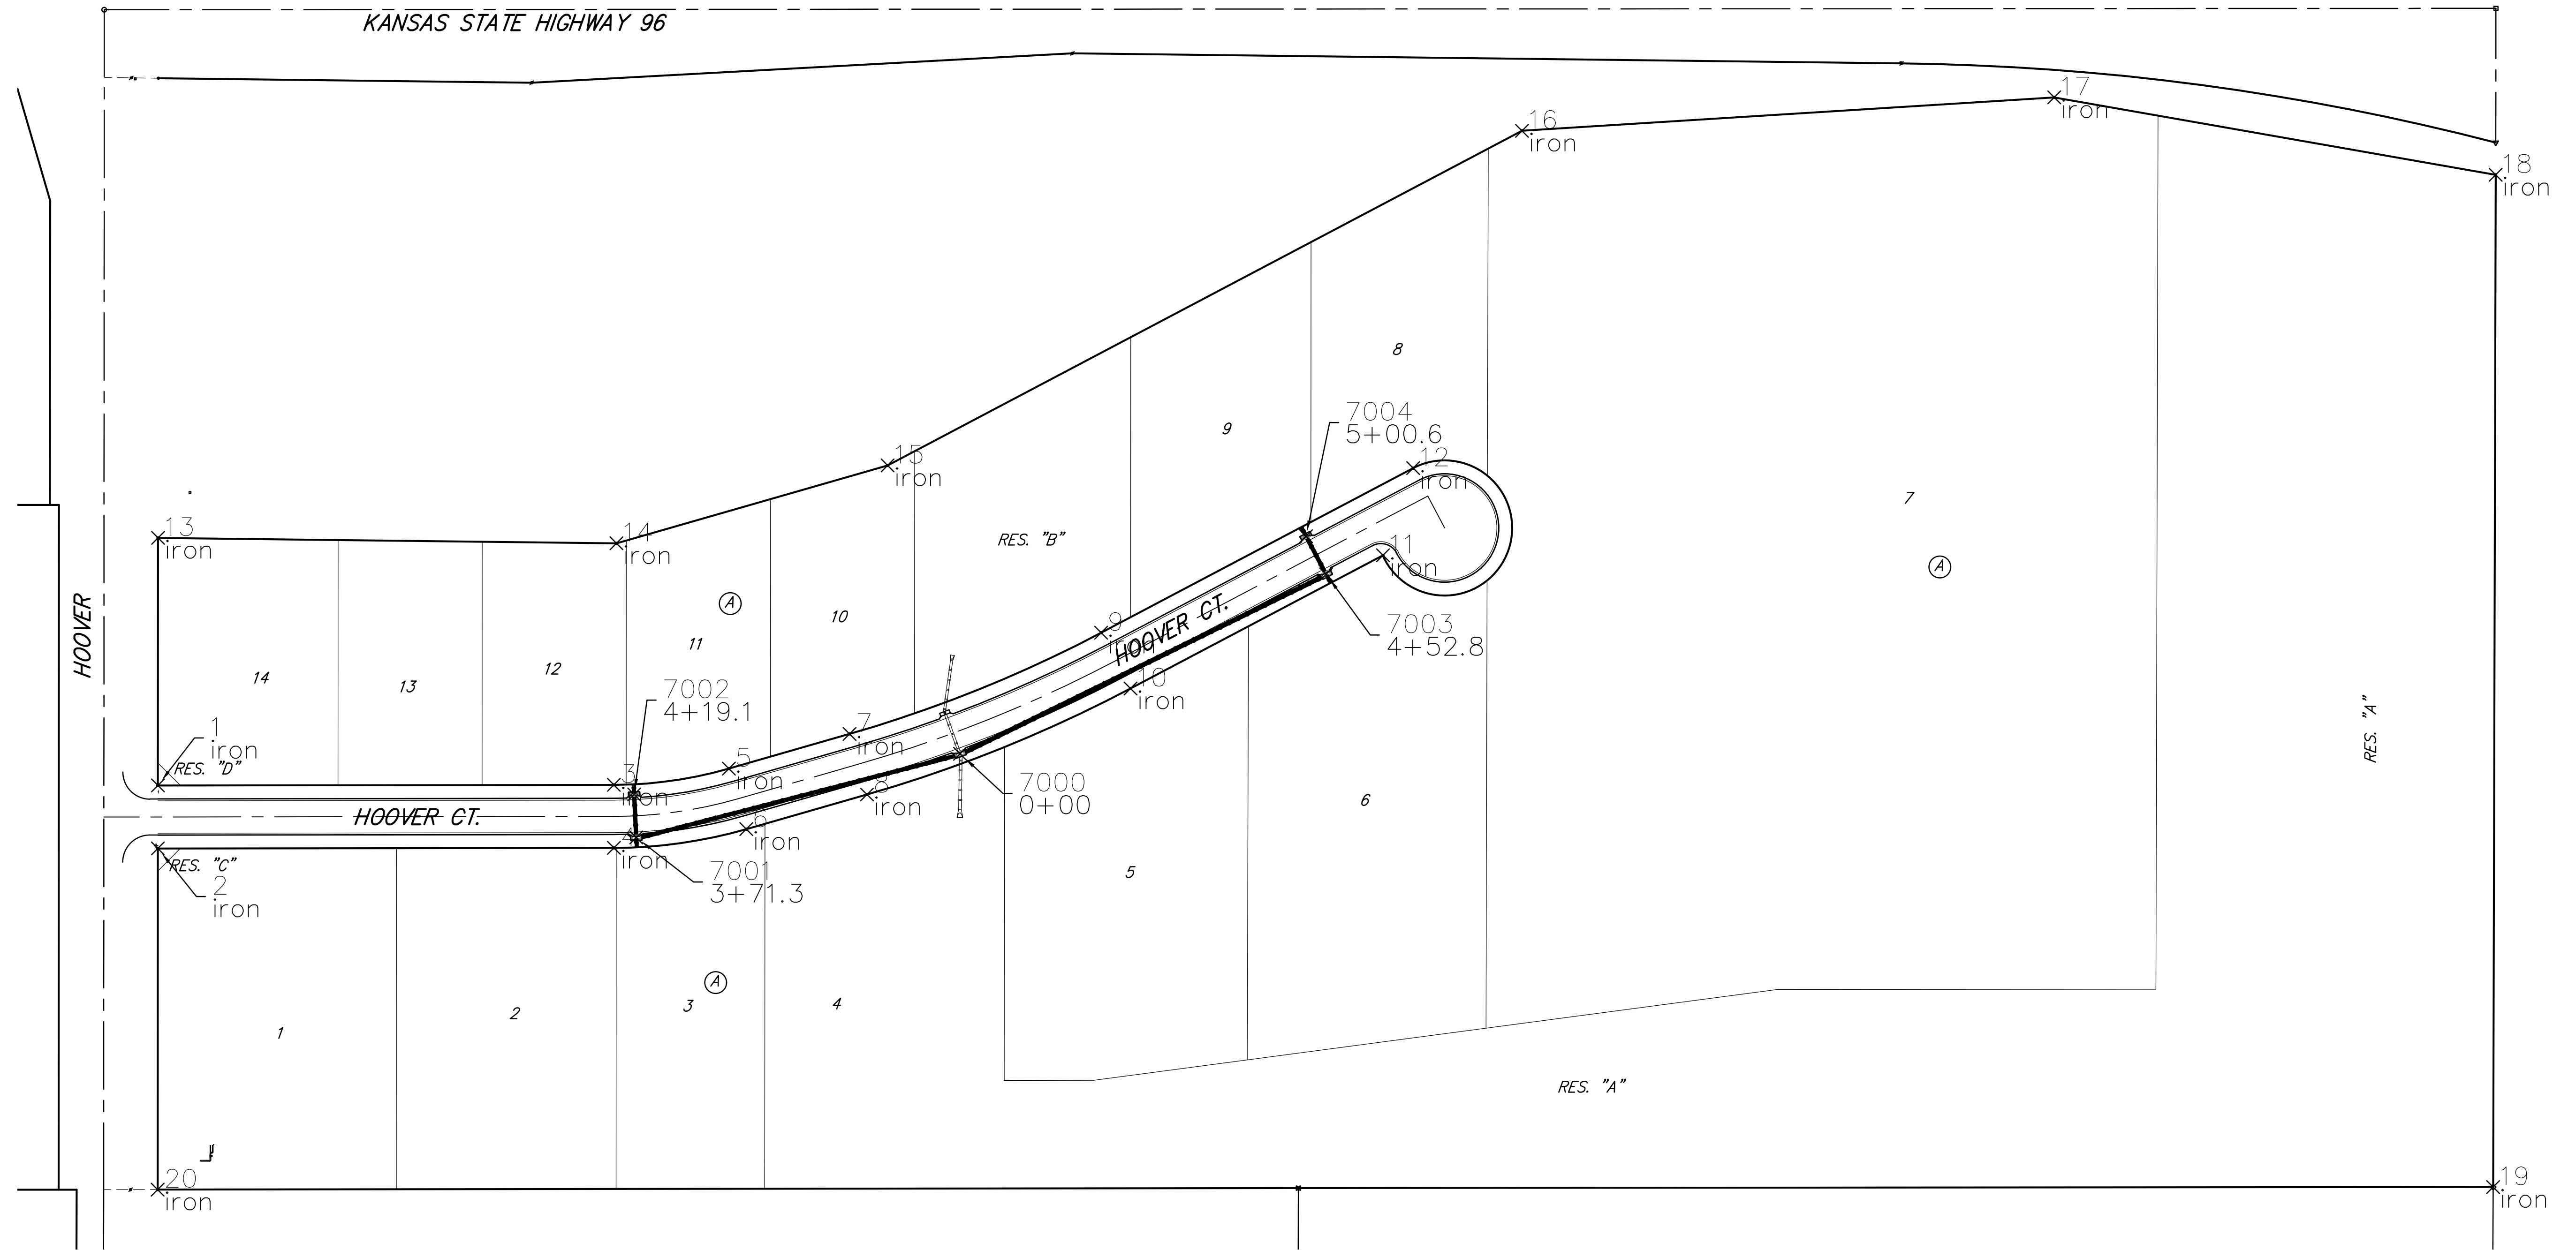 KANSAS STATE HIGHWAY 96
17
iron
16
iron
18
iron
8
7004
5+00.6
9
12
iron
15
iron
7
13
iron
14
iron
RES. "B"
11
iron
A
A
HOOVER
10
11
9
HOOVER CT.
7003
4+52.8
14
13
12
7002
4+19.1
10
iron
RES. "A"
1
iron
RES. "D"
7
iron
5
iron
3
iron
7000
0+00
8
iron
6
HOOVER CT.
6
iron
4
iron
RES. "C"
2
iron
7001
3+71.3
5
A
1
2
3
4
RES. "A"
20
iron
19
iron